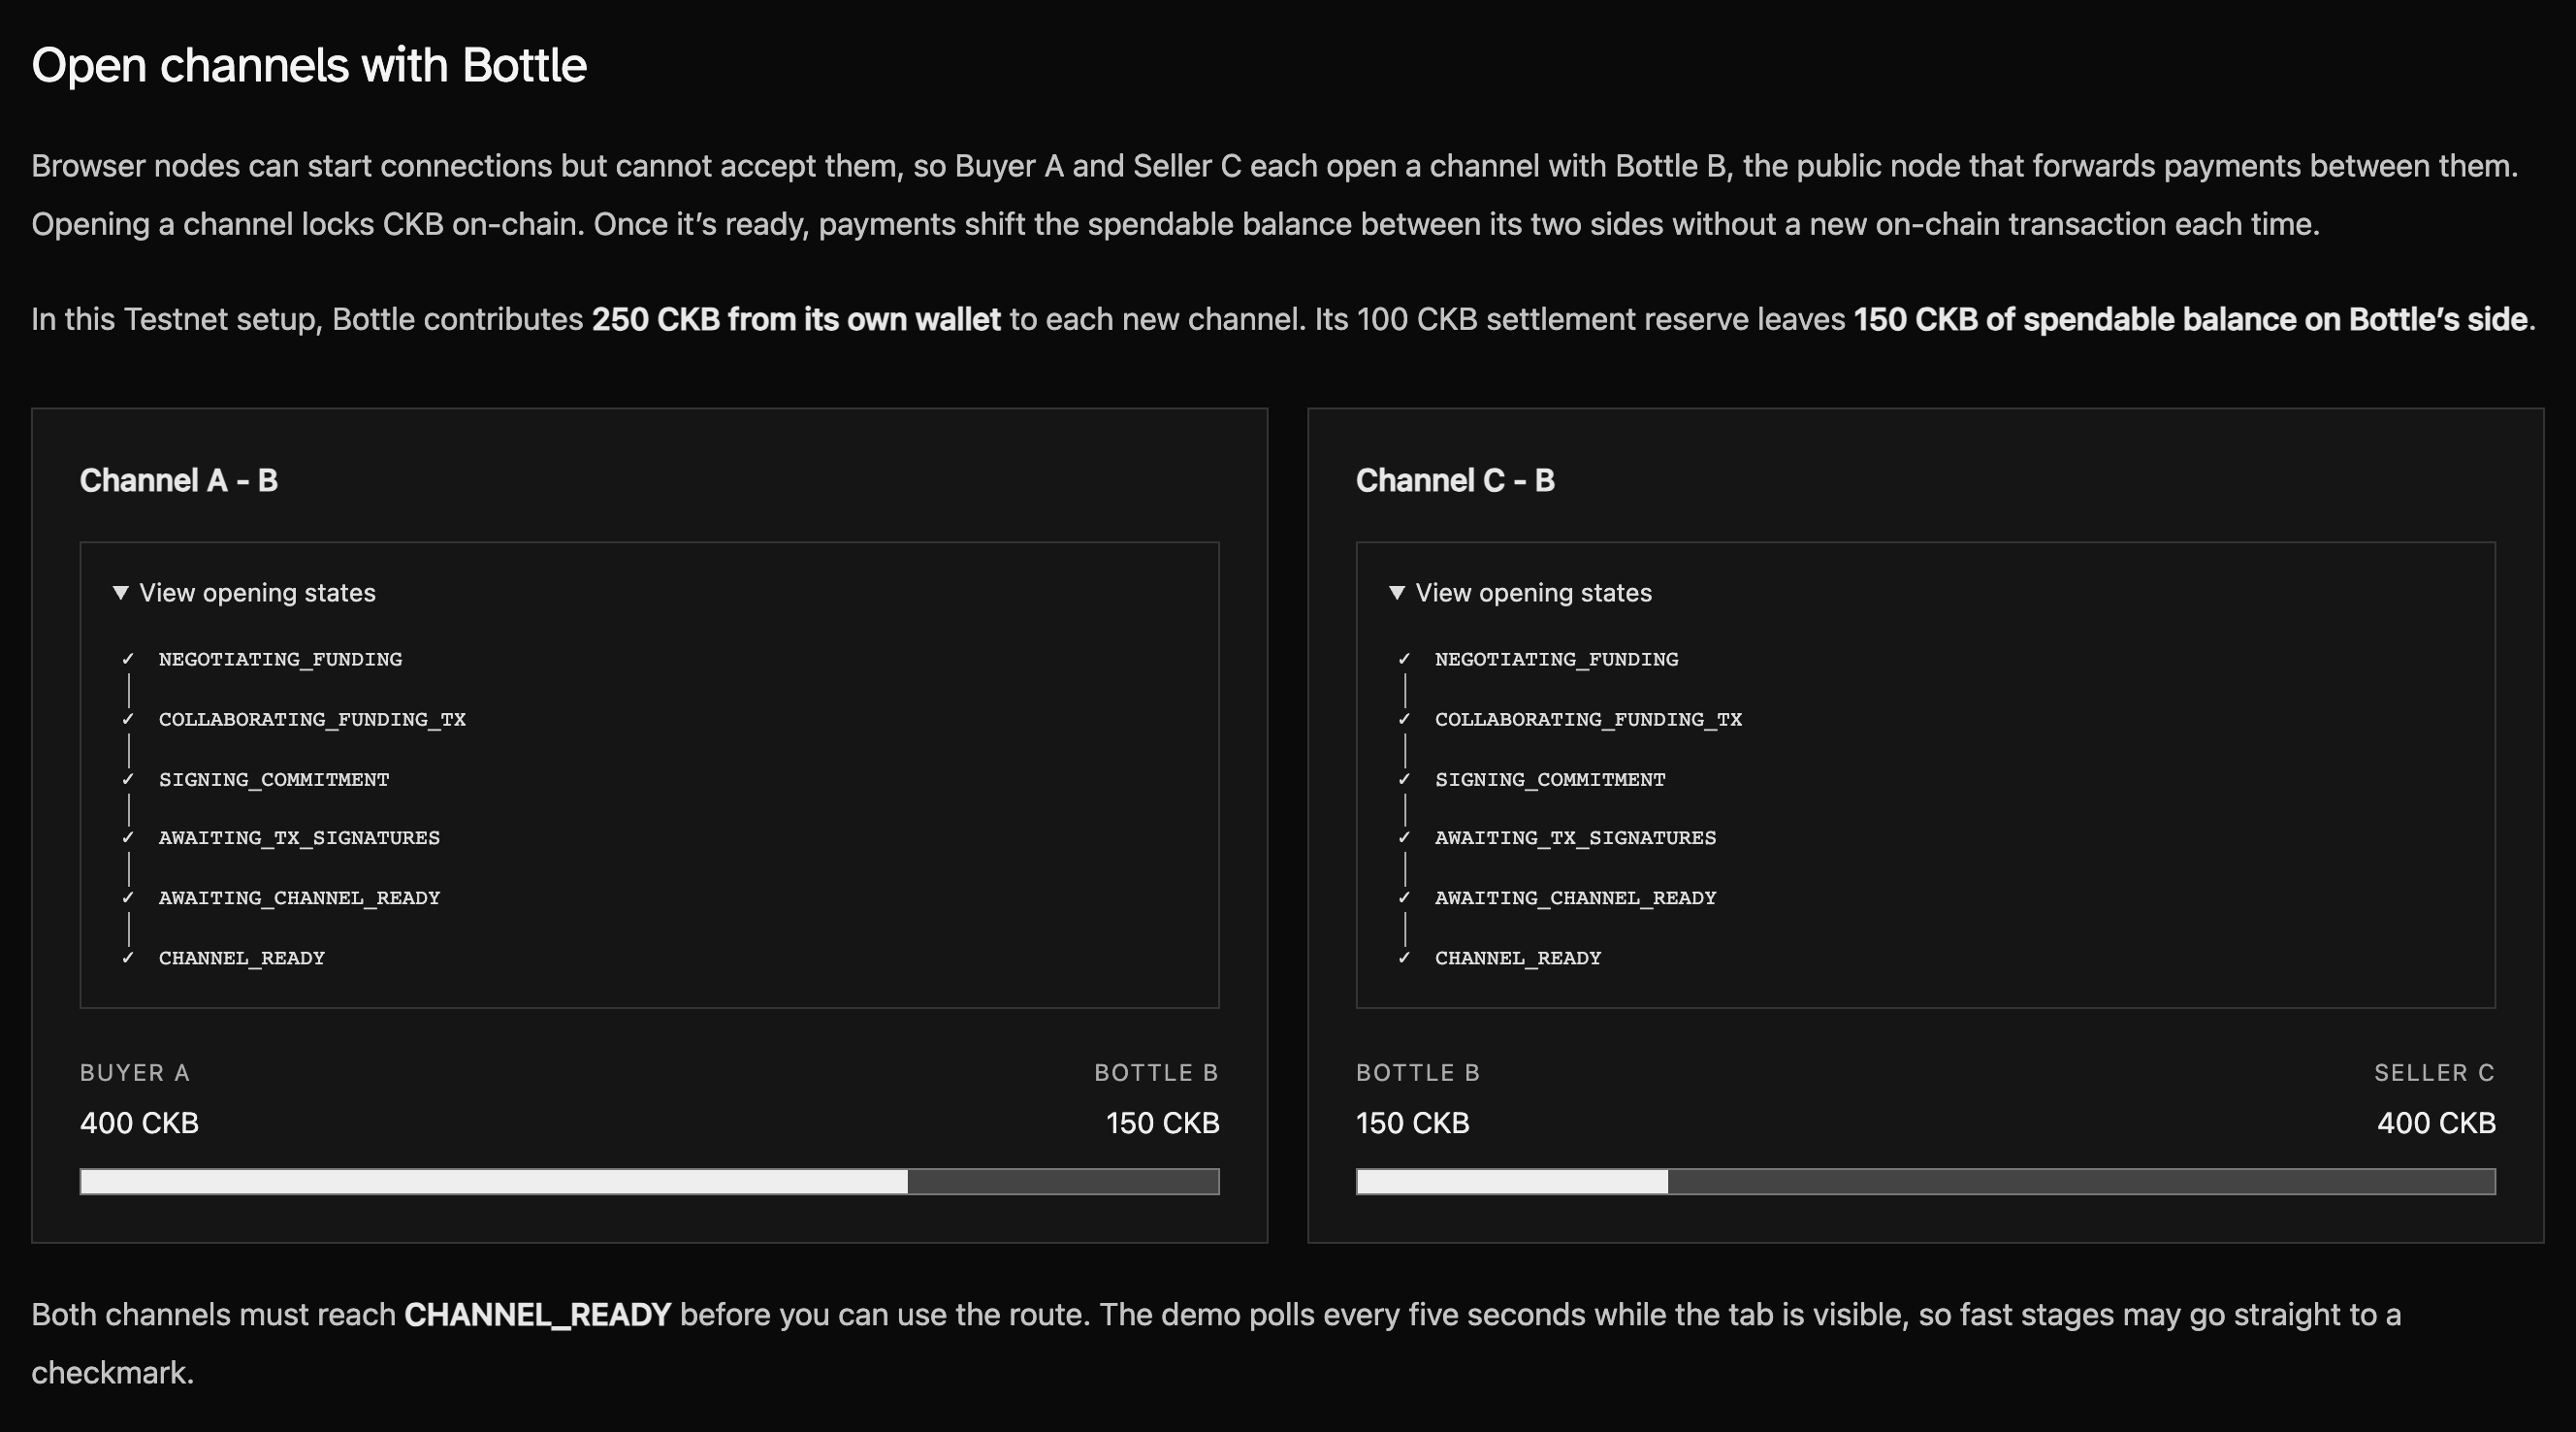 Open channels with Bottle
Browser nodes can start connections but cannot accept them, so Buyer A and Seller C each open a channel with Bottle B, the public node that forwards payments between them.
Opening a channel locks CKB on-chain. Once it’s ready, payments shift the spendable balance between its two sides without a new on-chain transaction each time.
In this Testnet setup, Bottle contributes 250 CKB from its own wallet to each new channel. Its 100 CKB settlement reserve leaves 150 CKB of spendable balance on Bottle’s side.
Channel A - B
▼ View opening states
✓ NEGOTIATING_FUNDING
✓ COLLABORATING_FUNDING_TX
✓ SIGNING_COMMITMENT
✓ AWAITING_TX_SIGNATURES
✓ AWAITING_CHANNEL_READY
✓ CHANNEL_READY
BUYER A BOTTLE B
400 CKB 150 CKB
Channel C - B
▼ View opening states
✓ NEGOTIATING_FUNDING
✓ COLLABORATING_FUNDING_TX
✓ SIGNING_COMMITMENT
✓ AWAITING_TX_SIGNATURES
✓ AWAITING_CHANNEL_READY
✓ CHANNEL_READY
BOTTLE B SELLER C
150 CKB 400 CKB
Both channels must reach CHANNEL_READY before you can use the route. The demo polls every five seconds while the tab is visible, so fast stages may go straight to a
checkmark.